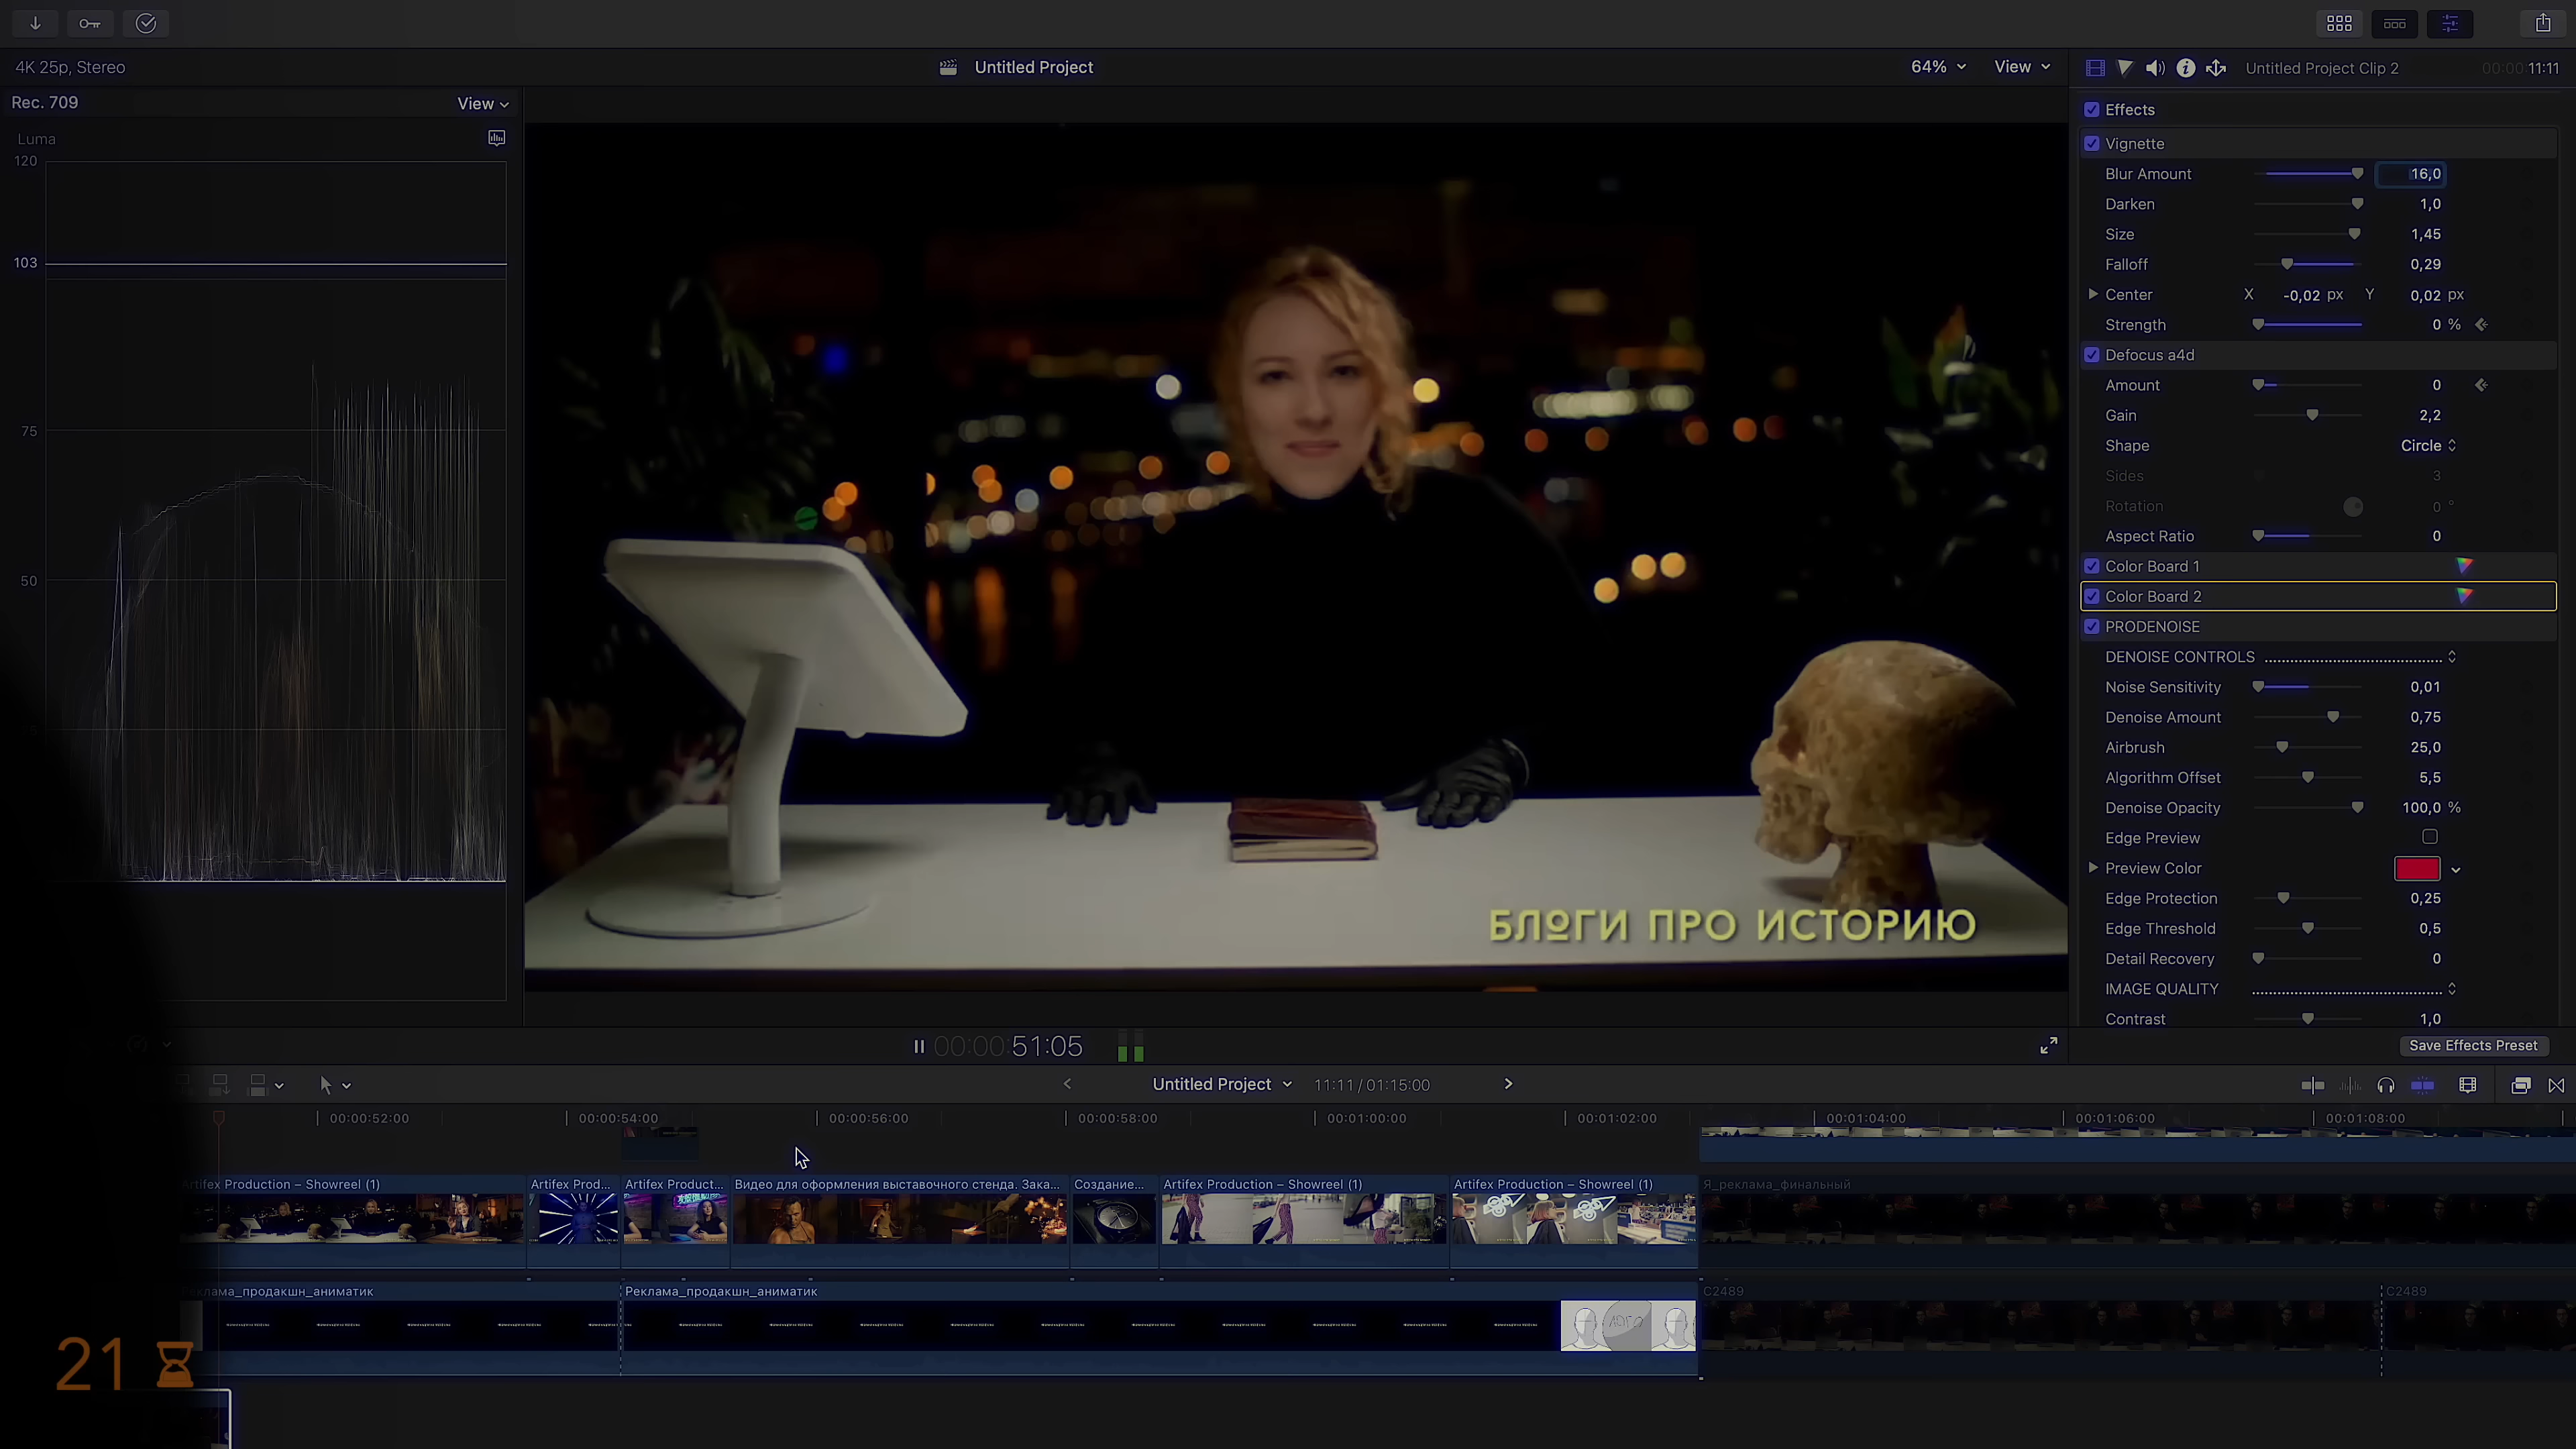 4K 25p, Stereo
Untitled Project
64%
View
Untitled Project Clip 2
00:00:11:11
Rec. 709
View
Luma
120
103
75
50
Effects
Vignette
Blur Amount 16,0
Darken 1,0
Size 1,45
Falloff 0,29
Center X -0,02 px Y 0,02 px
Strength 0 %
Defocus a4d
Amount 0
Gain 2,2
Shape Circle
Sides 3
Rotation 0 °
Aspect Ratio 0
Color Board 1
Color Board 2
PRODENOISE
DENOISE CONTROLS
Noise Sensitivity 0,01
Denoise Amount 0,75
Airbrush 25,0
Algorithm Offset 5,5
Denoise Opacity 100,0 %
Edge Preview
Preview Color
Edge Protection 0,25
Edge Threshold 0,5
Detail Recovery 0
IMAGE QUALITY
Contrast 1,0
Save Effects Preset
БЛОГИ ПРО ИСТОРИЮ
00:00:51:05
Untitled Project
11:11 / 01:15:00
00:00:52:00
00:00:54:00
00:00:56:00
00:00:58:00
00:01:00:00
00:01:02:00
00:01:04:00
00:01:06:00
00:01:08:00
Artifex Production – Showreel (1)
Artifex Prod...
Artifex Product...
Видео для оформления выставочного стенда. Зака...
Создание...
Artifex Production – Showreel (1)
Artifex Production – Showreel (1)
Я_реклама_финальный
Реклама_продакшн_аниматик
Реклама_продакшн_аниматик
C2489
C2489
21